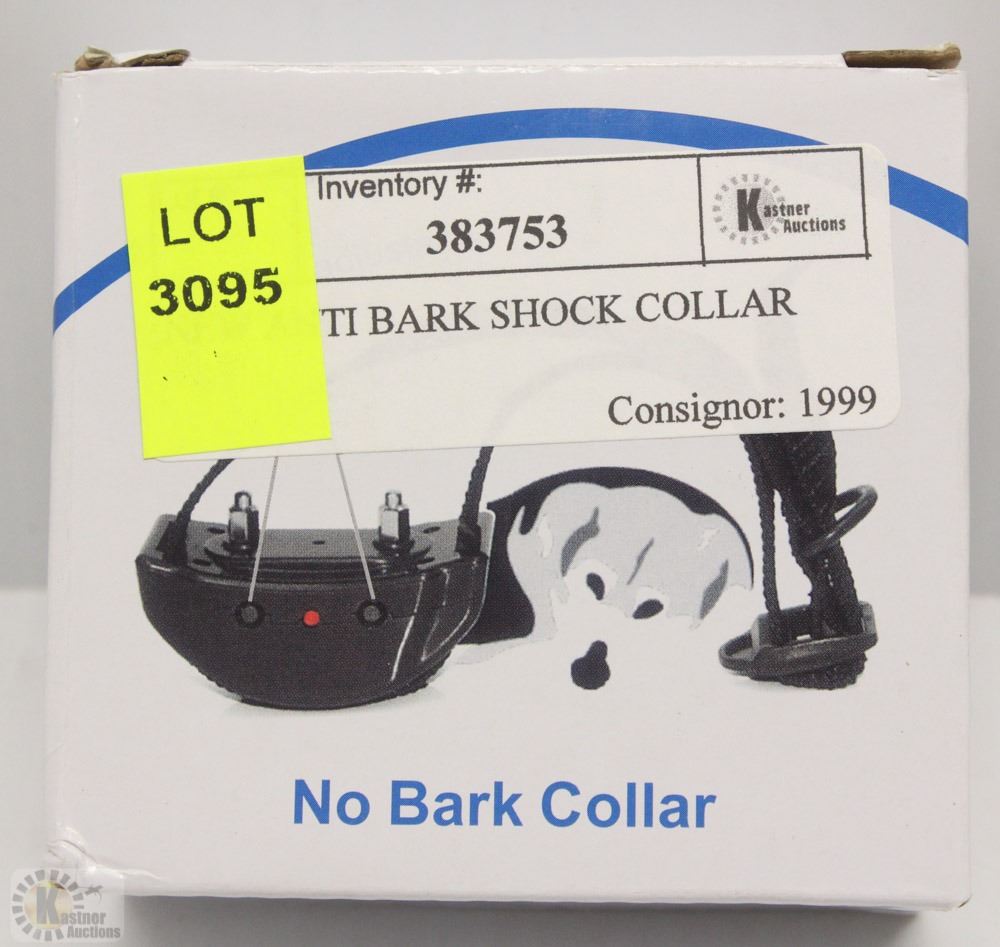 LOT
3095
Inventory #:
383753
Kastner
Auctions
TI BARK SHOCK COLLAR
Consignor: 1999
No Bark Collar
Kastner
Auctions